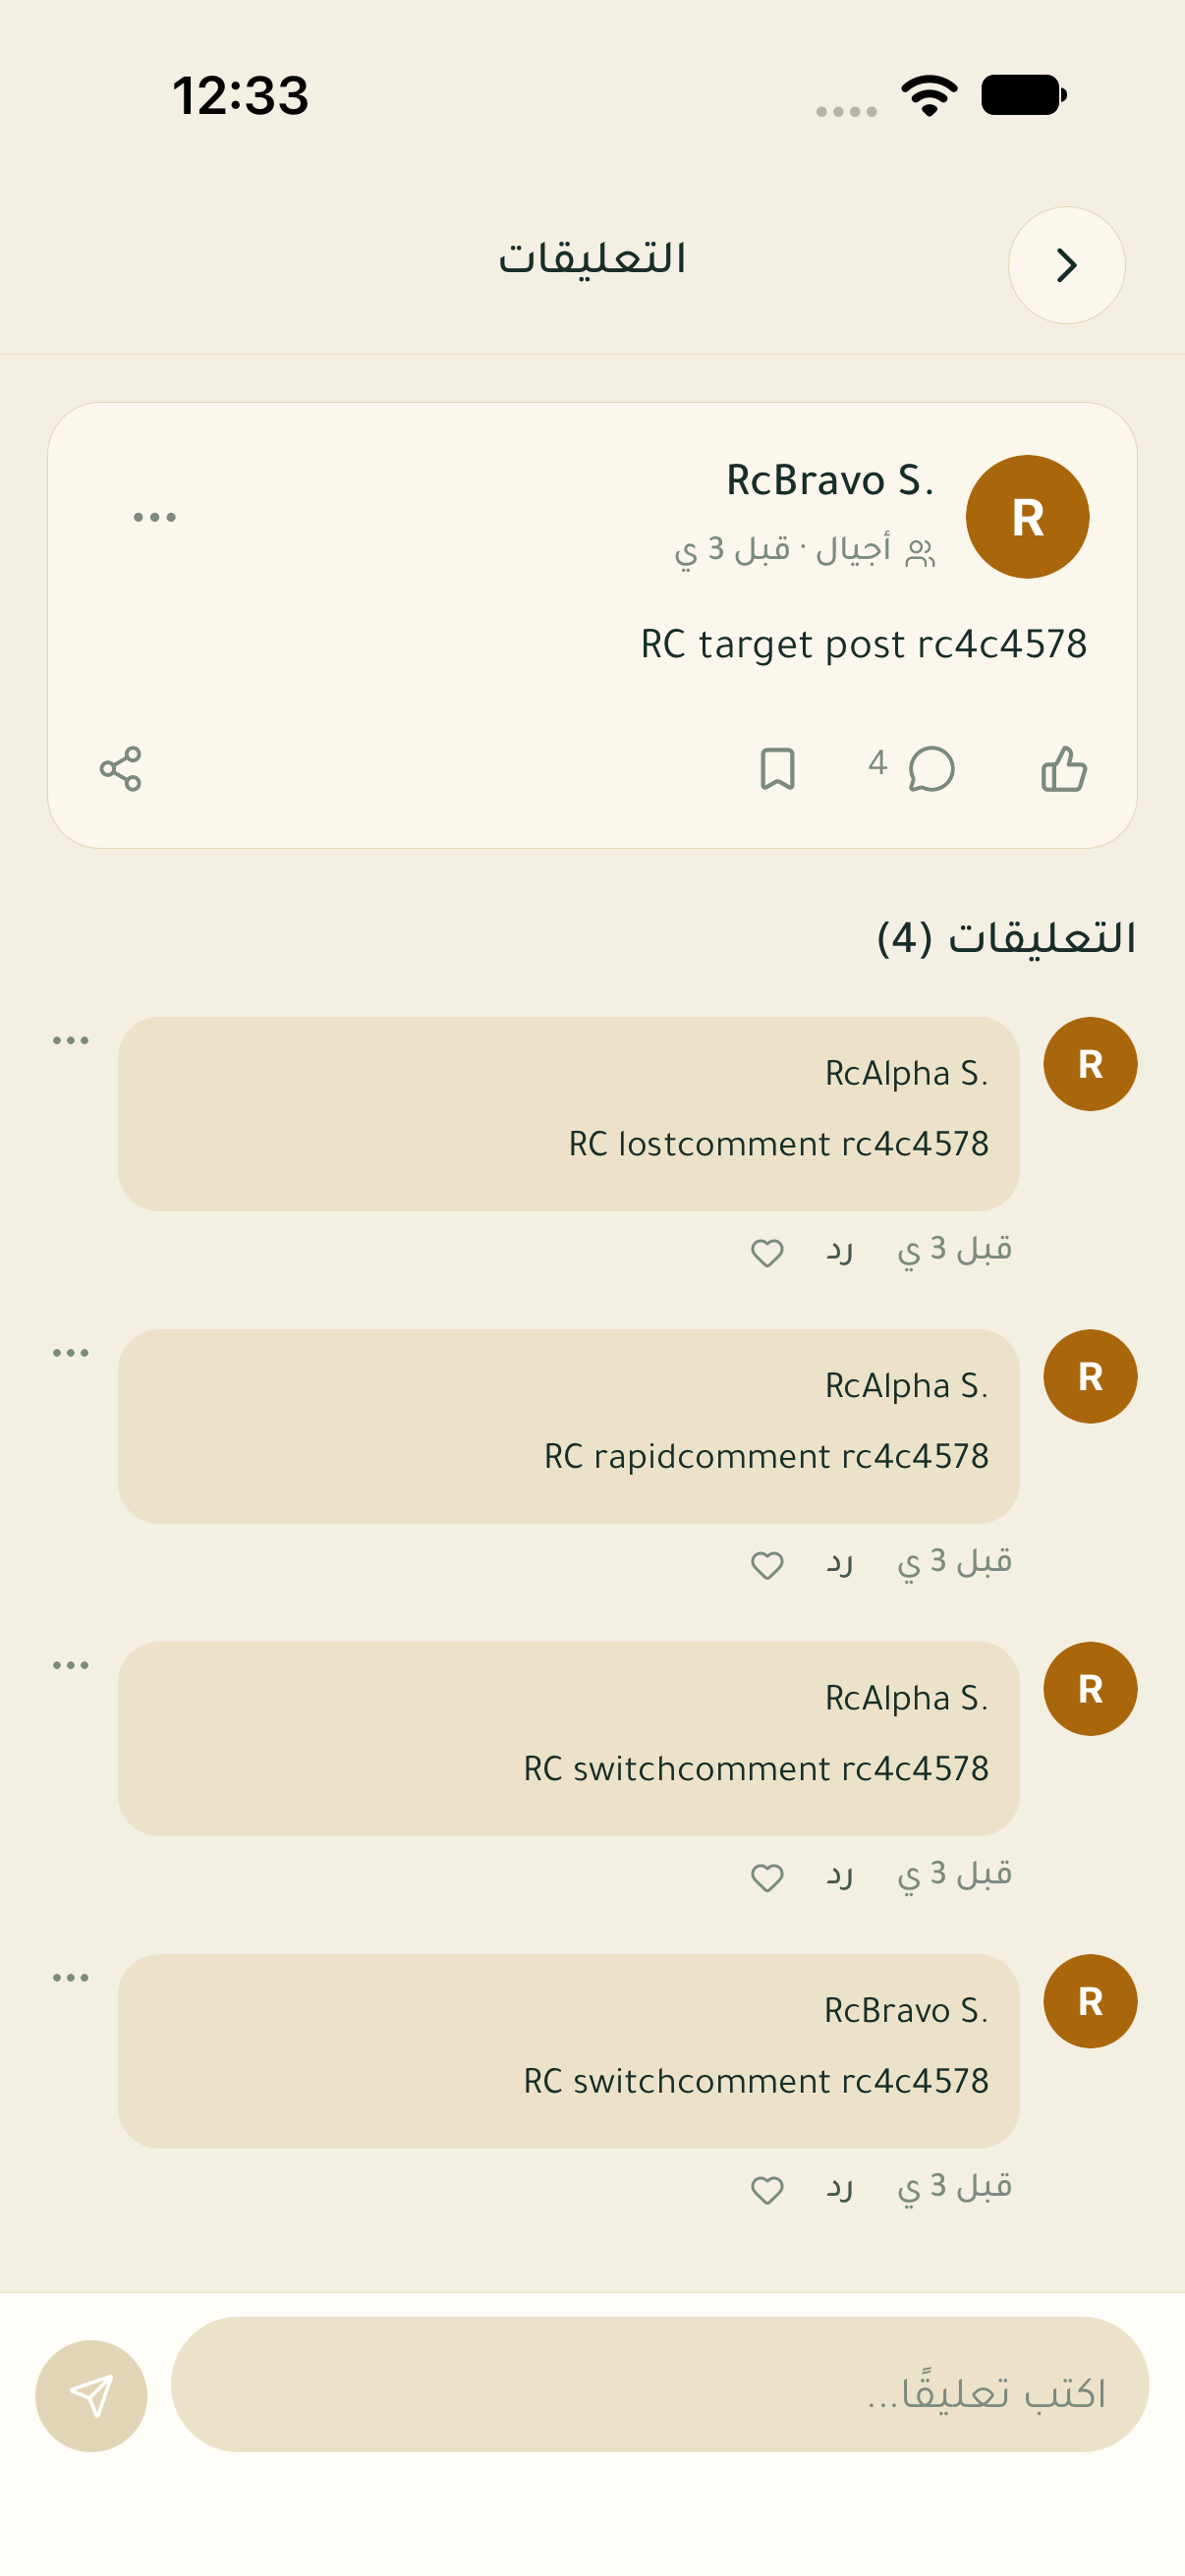 12:33
التعليقات
R
RcBravo S.
أجيال · قبل 3 ي
RC target post rc4c4578
4
التعليقات (4)
R
RcAlpha S.
RC lostcomment rc4c4578
قبل 3 ي رد
R
RcAlpha S.
RC rapidcomment rc4c4578
قبل 3 ي رد
R
RcAlpha S.
RC switchcomment rc4c4578
قبل 3 ي رد
R
RcBravo S.
RC switchcomment rc4c4578
قبل 3 ي رد
اكتب تعليقًا...